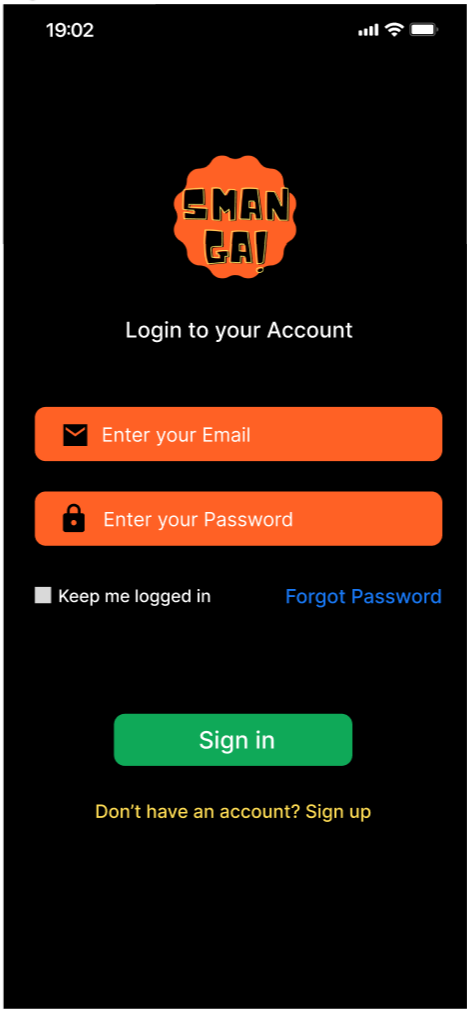 19:02
SMAN
GA!
Login to your Account
Enter your Email
Enter your Password
Keep me logged in Forgot Password
Sign in
Don’t have an account? Sign up